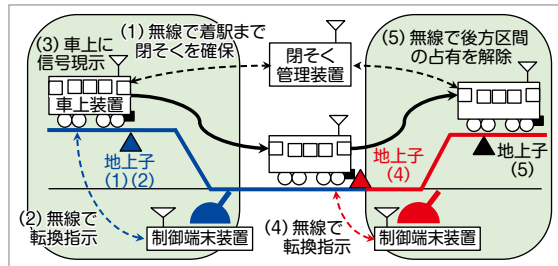 (1) 無線で着駅まで
閉そくを確保
(3) 車上に
信号現示
車上装置
閉そく
管理装置
(5) 無線で後方区間
の占有を解除
地上子
(1)(2)
地上子
(4)
地上子
(5)
(2) 無線で
転換指示
制御端末装置
(4) 無線で
転換指示
制御端末装置